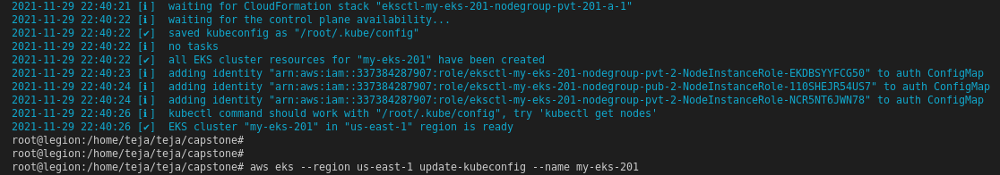 2021-11-29 22:40:21 [ℹ]  waiting for CloudFormation stack "eksctl-my-eks-201-nodegroup-pvt-201-a-1"
2021-11-29 22:40:22 [ℹ]  waiting for the control plane availability...
2021-11-29 22:40:22 [✔]  saved kubeconfig as "/root/.kube/config"
2021-11-29 22:40:22 [ℹ]  no tasks
2021-11-29 22:40:22 [✔]  all EKS cluster resources for "my-eks-201" have been created
2021-11-29 22:40:23 [ℹ]  adding identity "arn:aws:iam::337384287907:role/eksctl-my-eks-201-nodegroup-pvt-2-NodeInstanceRole-EKDBSYYFCG50" to auth ConfigMap
2021-11-29 22:40:24 [ℹ]  adding identity "arn:aws:iam::337384287907:role/eksctl-my-eks-201-nodegroup-pub-2-NodeInstanceRole-110SHEJR54US7" to auth ConfigMap
2021-11-29 22:40:24 [ℹ]  adding identity "arn:aws:iam::337384287907:role/eksctl-my-eks-201-nodegroup-pvt-2-NodeInstanceRole-NCR5NT6JWN78" to auth ConfigMap
2021-11-29 22:40:26 [ℹ]  kubectl command should work with "/root/.kube/config", try 'kubectl get nodes'
2021-11-29 22:40:26 [✔]  EKS cluster "my-eks-201" in "us-east-1" region is ready
root@legion:/home/teja/teja/capstone#
root@legion:/home/teja/teja/capstone#
root@legion:/home/teja/teja/capstone# aws eks --region us-east-1 update-kubeconfig --name my-eks-201